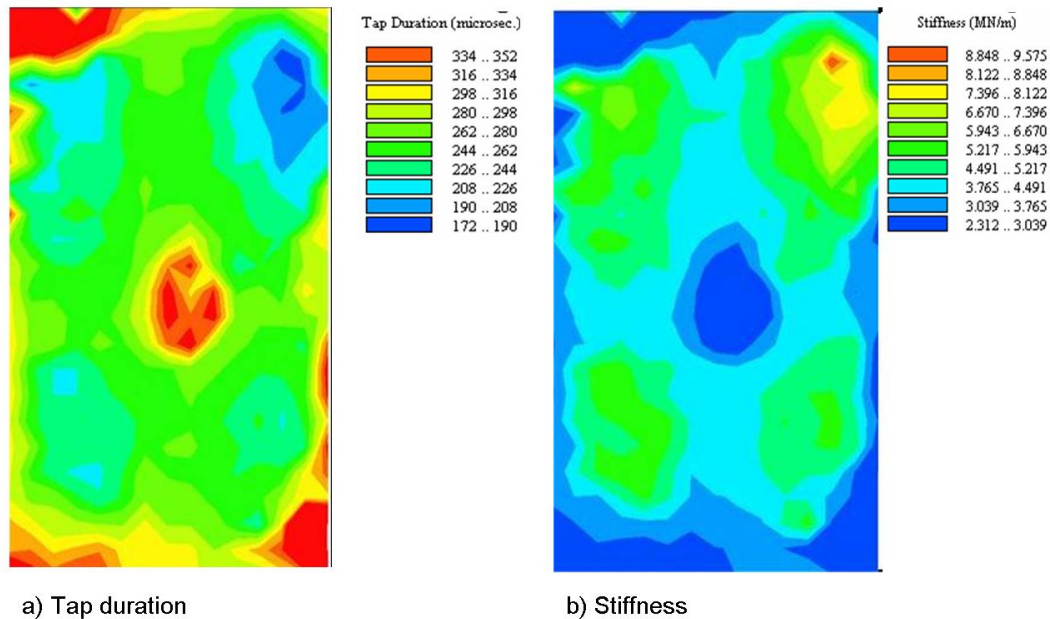 Tap Duration (microsec.)
334 .. 352
316 .. 334
298 .. 316
280 .. 298
262 .. 280
244 .. 262
226 .. 244
208 .. 226
190 .. 208
172 .. 190
Stiffness (MN/m)
8.848 .. 9.575
8.122 .. 8.848
7.396 .. 8.122
6.670 .. 7.396
5.943 .. 6.670
5.217 .. 5.943
4.491 .. 5.217
3.765 .. 4.491
3.039 .. 3.765
2.312 .. 3.039
a) Tap duration
b) Stiffness